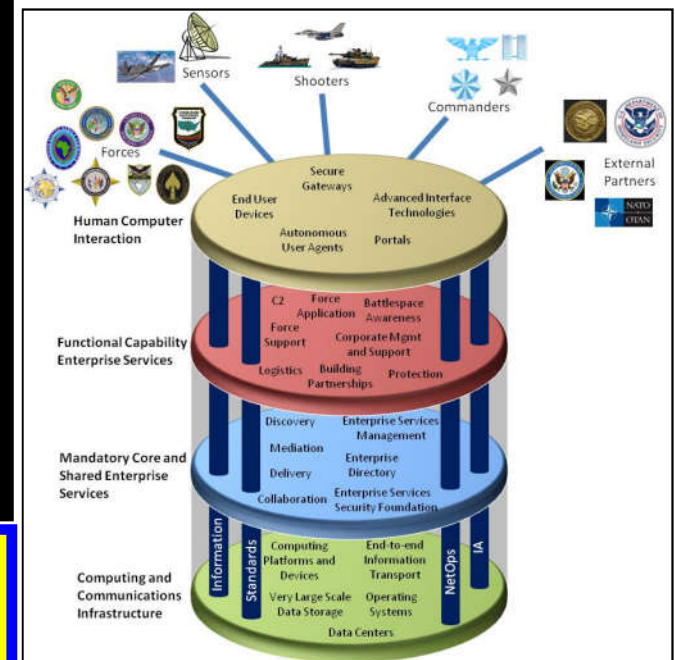 Sensors
Shooters
Commanders
Forces
External
Partners
NATO
OTAN
Human Computer
Interaction
Secure
Gateways
End User
Devices
Advanced Interface
Technologies
Autonomous
User Agents
Portals
Functional Capability
Enterprise Services
C2
Force
Application
Battlespace
Awareness
Force
Support
Corporate Mgmt
and Support
Logistics
Building
Partnerships
Protection
Mandatory Core and
Shared Enterprise
Services
Discovery
Enterprise Services
Management
Mediation
Enterprise
Directory
Delivery
Collaboration
Enterprise Services
Security Foundation
Computing and
Communications
Infrastructure
Information
Standards
NetOps
IA
Computing
Platforms and
Devices
End-to-end
Information
Transport
Very Large Scale
Data Storage
Operating
Systems
Data Centers